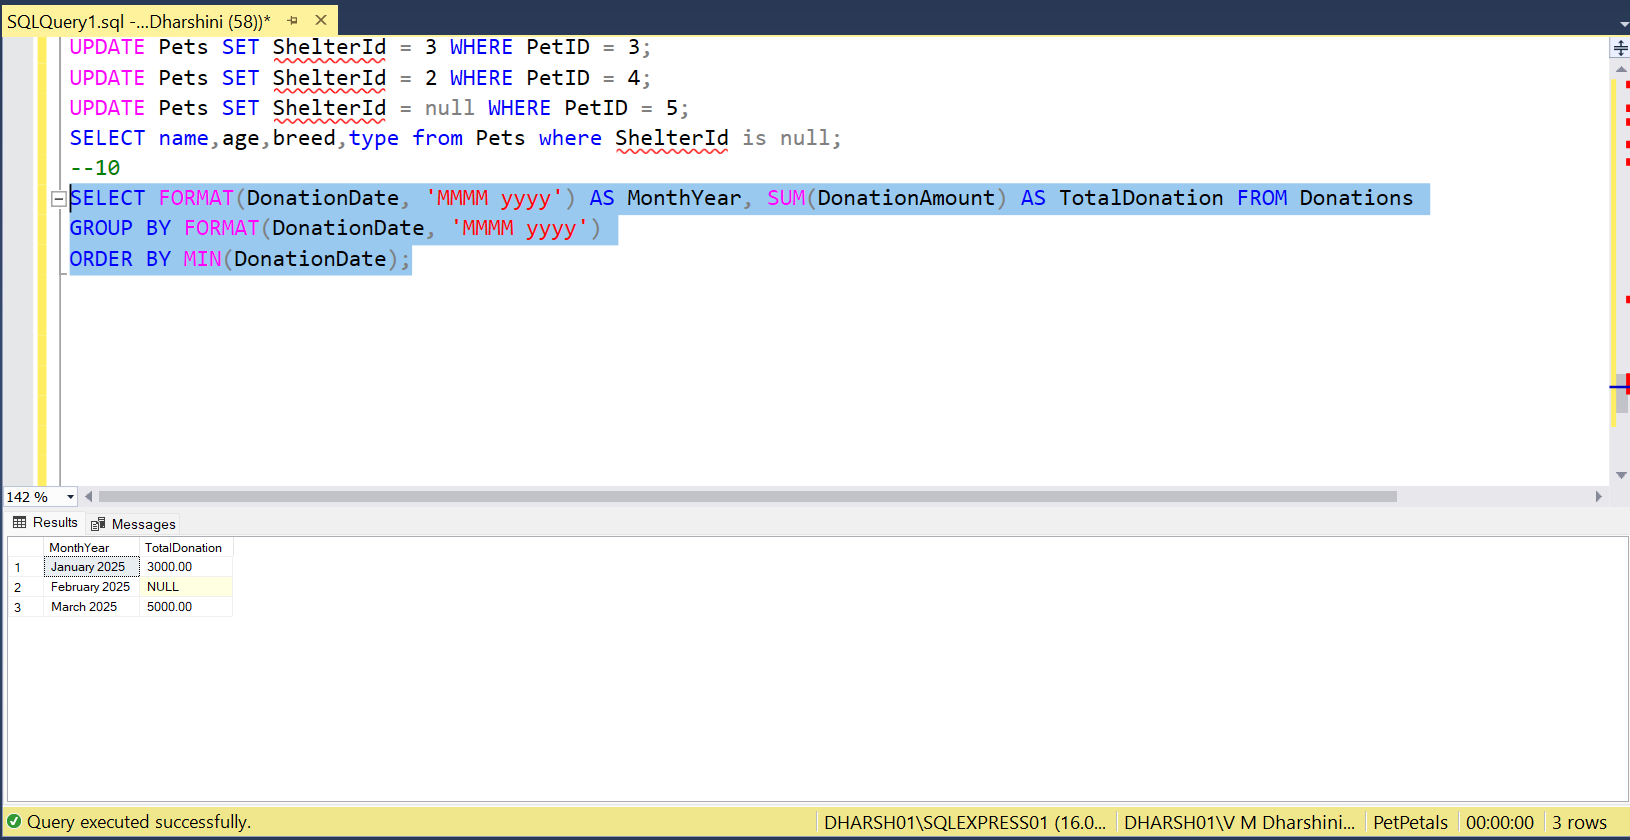 SQLQuery1.sql -...Dharshini (58))*
UPDATE Pets SET ShelterId = 3 WHERE PetID = 3;
UPDATE Pets SET ShelterId = 2 WHERE PetID = 4;
UPDATE Pets SET ShelterId = null WHERE PetID = 5;
SELECT name,age,breed,type from Pets where ShelterId is null;
--10
SELECT FORMAT(DonationDate, 'MMMM yyyy') AS MonthYear, SUM(DonationAmount) AS TotalDonation FROM Donations
GROUP BY FORMAT(DonationDate, 'MMMM yyyy')
ORDER BY MIN(DonationDate);
142 %
Results Messages
MonthYear TotalDonation
1 January 2025 3000.00
2 February 2025 NULL
3 March 2025 5000.00
Query executed successfully. DHARSH01\SQLEXPRESS01 (16.0... DHARSH01\V M Dharshini... PetPetals 00:00:00 3 rows